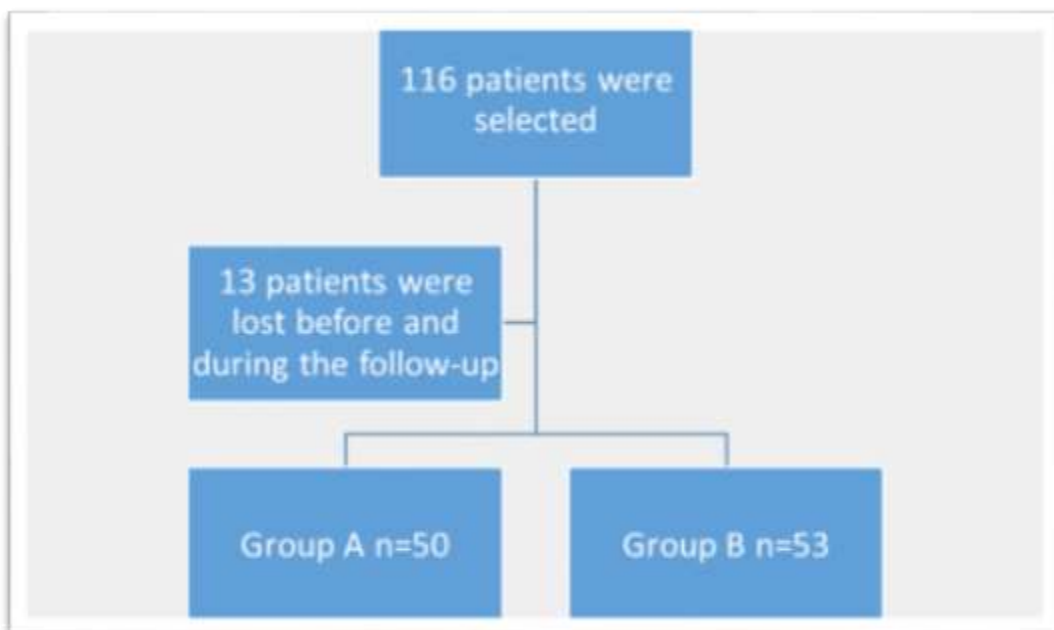 116 patients were
selected
13 patients were
lost before and
during the follow-up
Group A n=50
Group B n=53